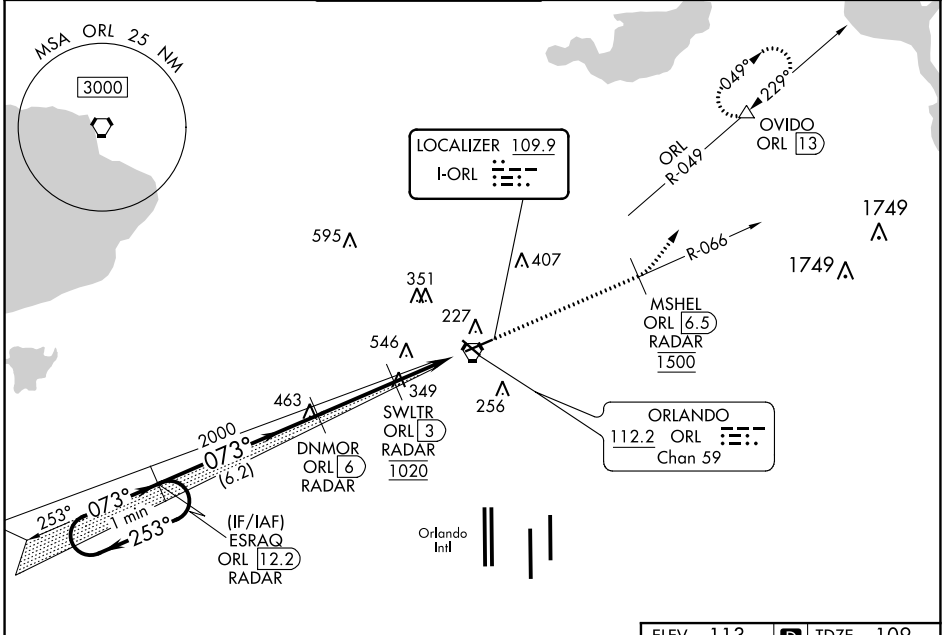 MSA ORL 25 NM
3000
LOCALIZER 109.9
I-ORL
049°
229°
OVIDO
ORL 13
ORL
R-049
595
407
1749
1749
R-066
351
MSHEL
ORL 6.5
RADAR
1500
227
546
349
256
463
SWLTR
ORL 3
RADAR
1020
DNMOR
ORL 6
RADAR
ORLANDO
112.2 ORL
Chan 59
2000
073°
(6.2)
253°
073°
1 min
253°
(IF/IAF)
ESRAQ
ORL 12.2
RADAR
Orlando
Intl
ELEV 113 D TDZE 109